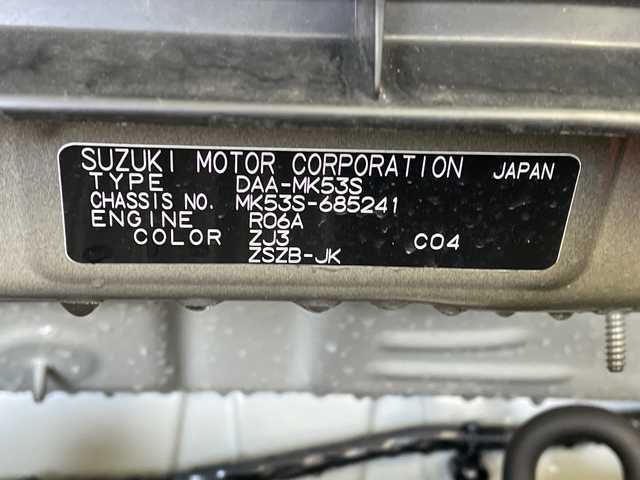 SUZUKI MOTOR CORPORATION JAPAN
TYPE DAA-MK53S
CHASSIS NO. MK53S-685241
ENGINE R06A
COLOR ZJ3 C04
ZSZB-JK